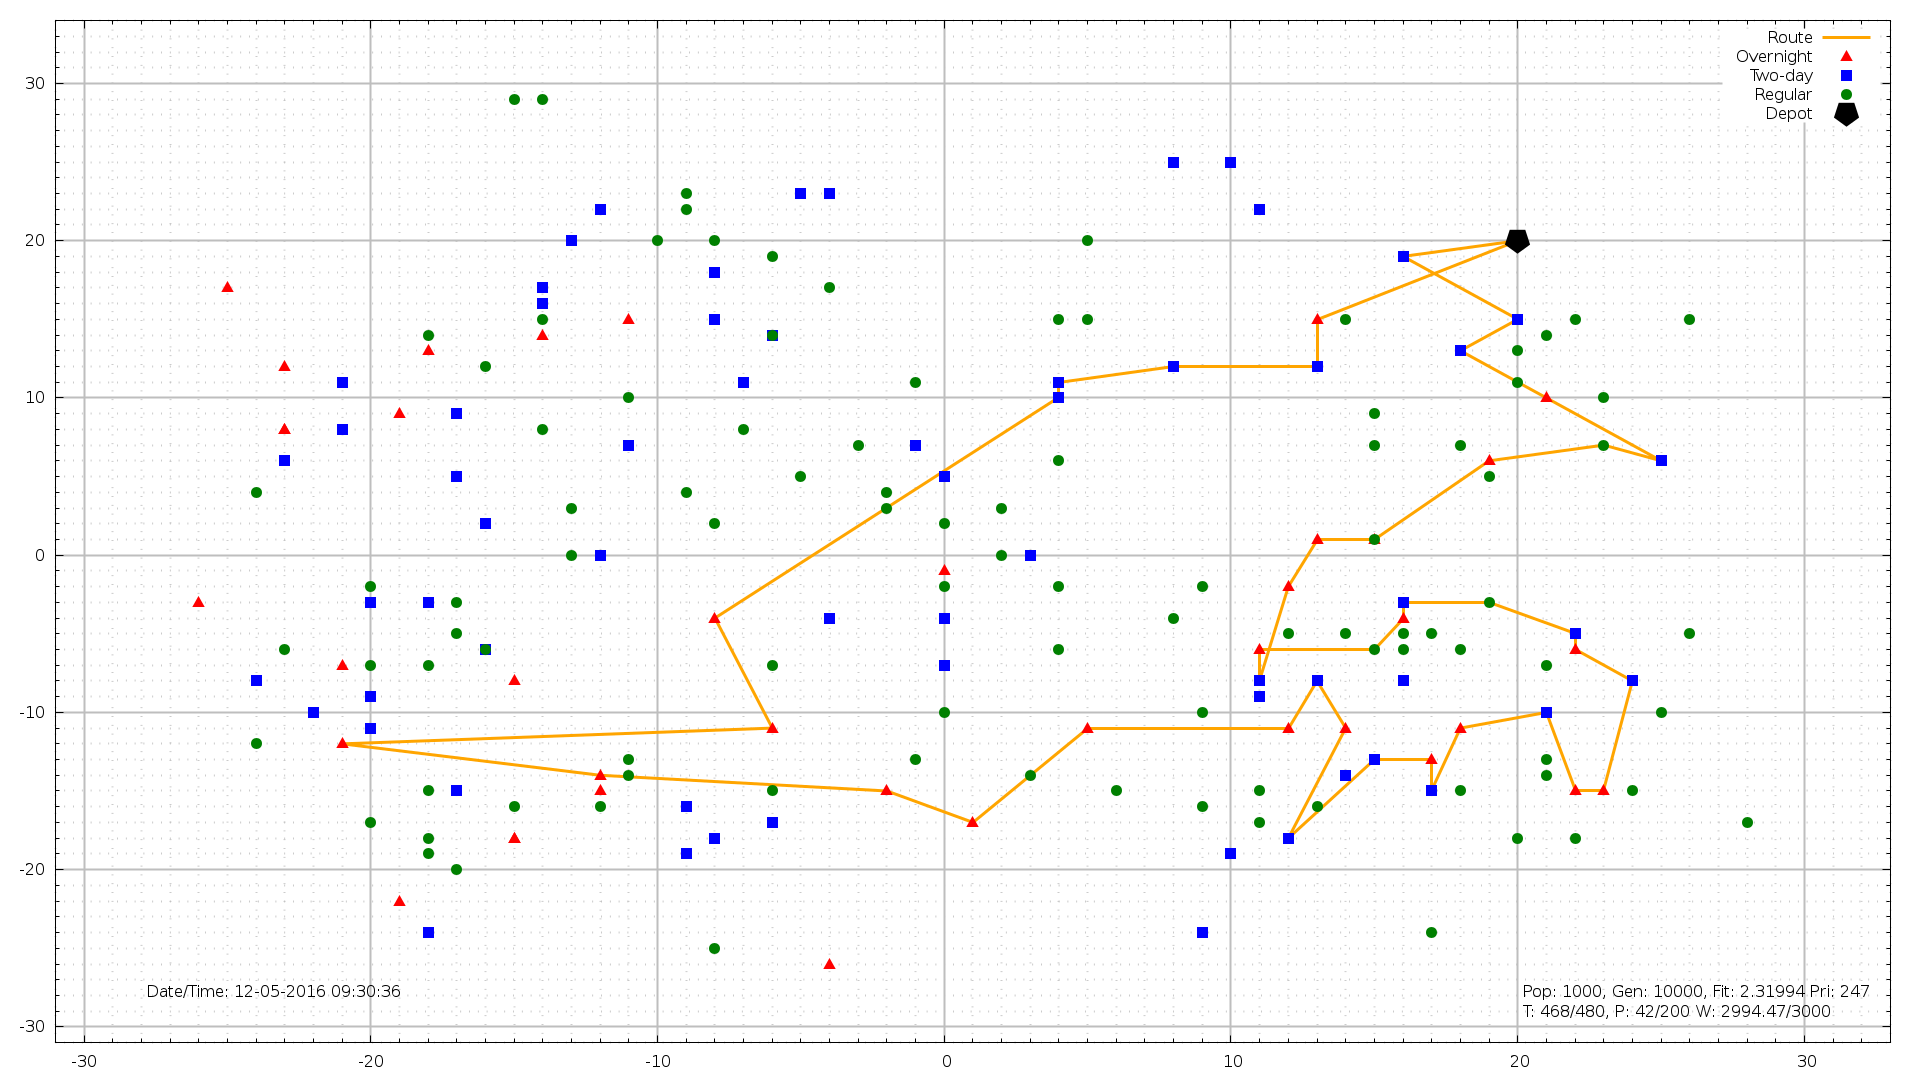 Route
Overnight
Two-day
Regular
Depot
30
20
10
0
-10
-20
-30
Date/Time: 12-05-2016 09:30:36
Pop: 1000, Gen: 10000, Fit: 2.31994 Pri: 247
T: 468/480, P: 42/200 W: 2994.47/3000
-30 -20 -10 0 10 20 30